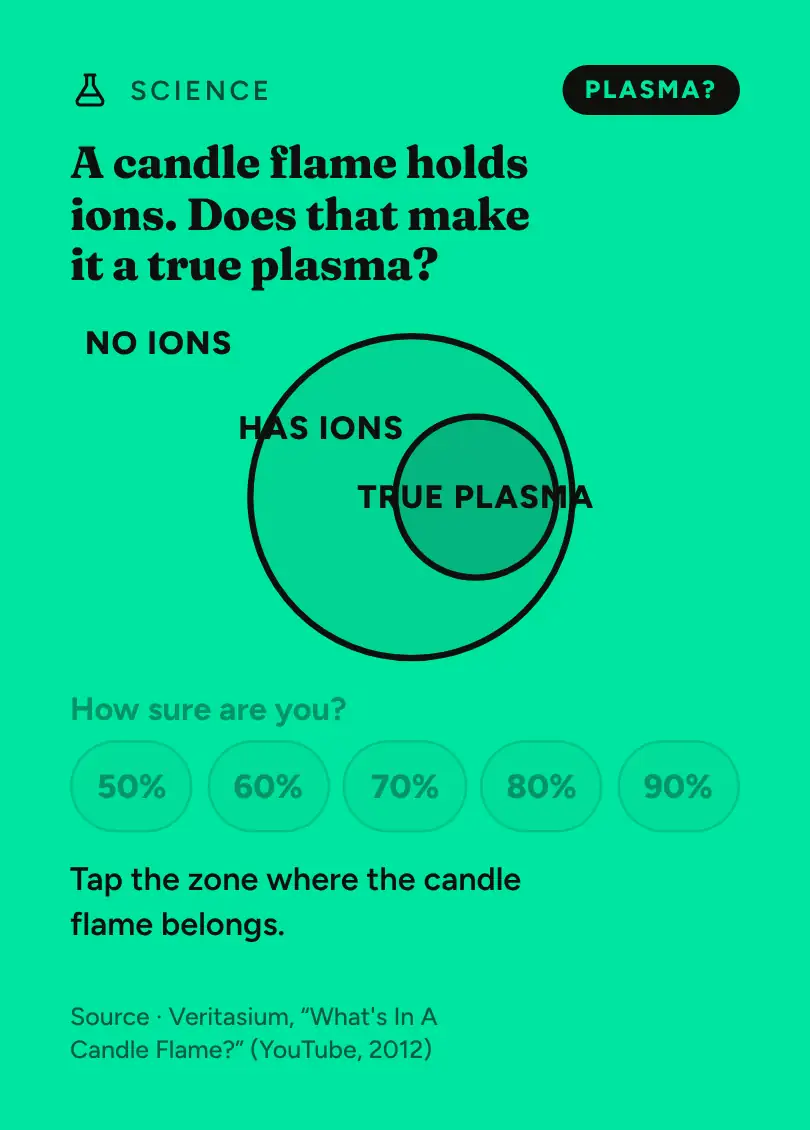 SCIENCE
PLASMA?
A candle flame holds
ions. Does that make
it a true plasma?
NO IONS
HAS IONS
TRUE PLASMA
How sure are you?
50% 60% 70% 80% 90%
Tap the zone where the candle
flame belongs.
Source · Veritasium, “What's In A
Candle Flame?” (YouTube, 2012)